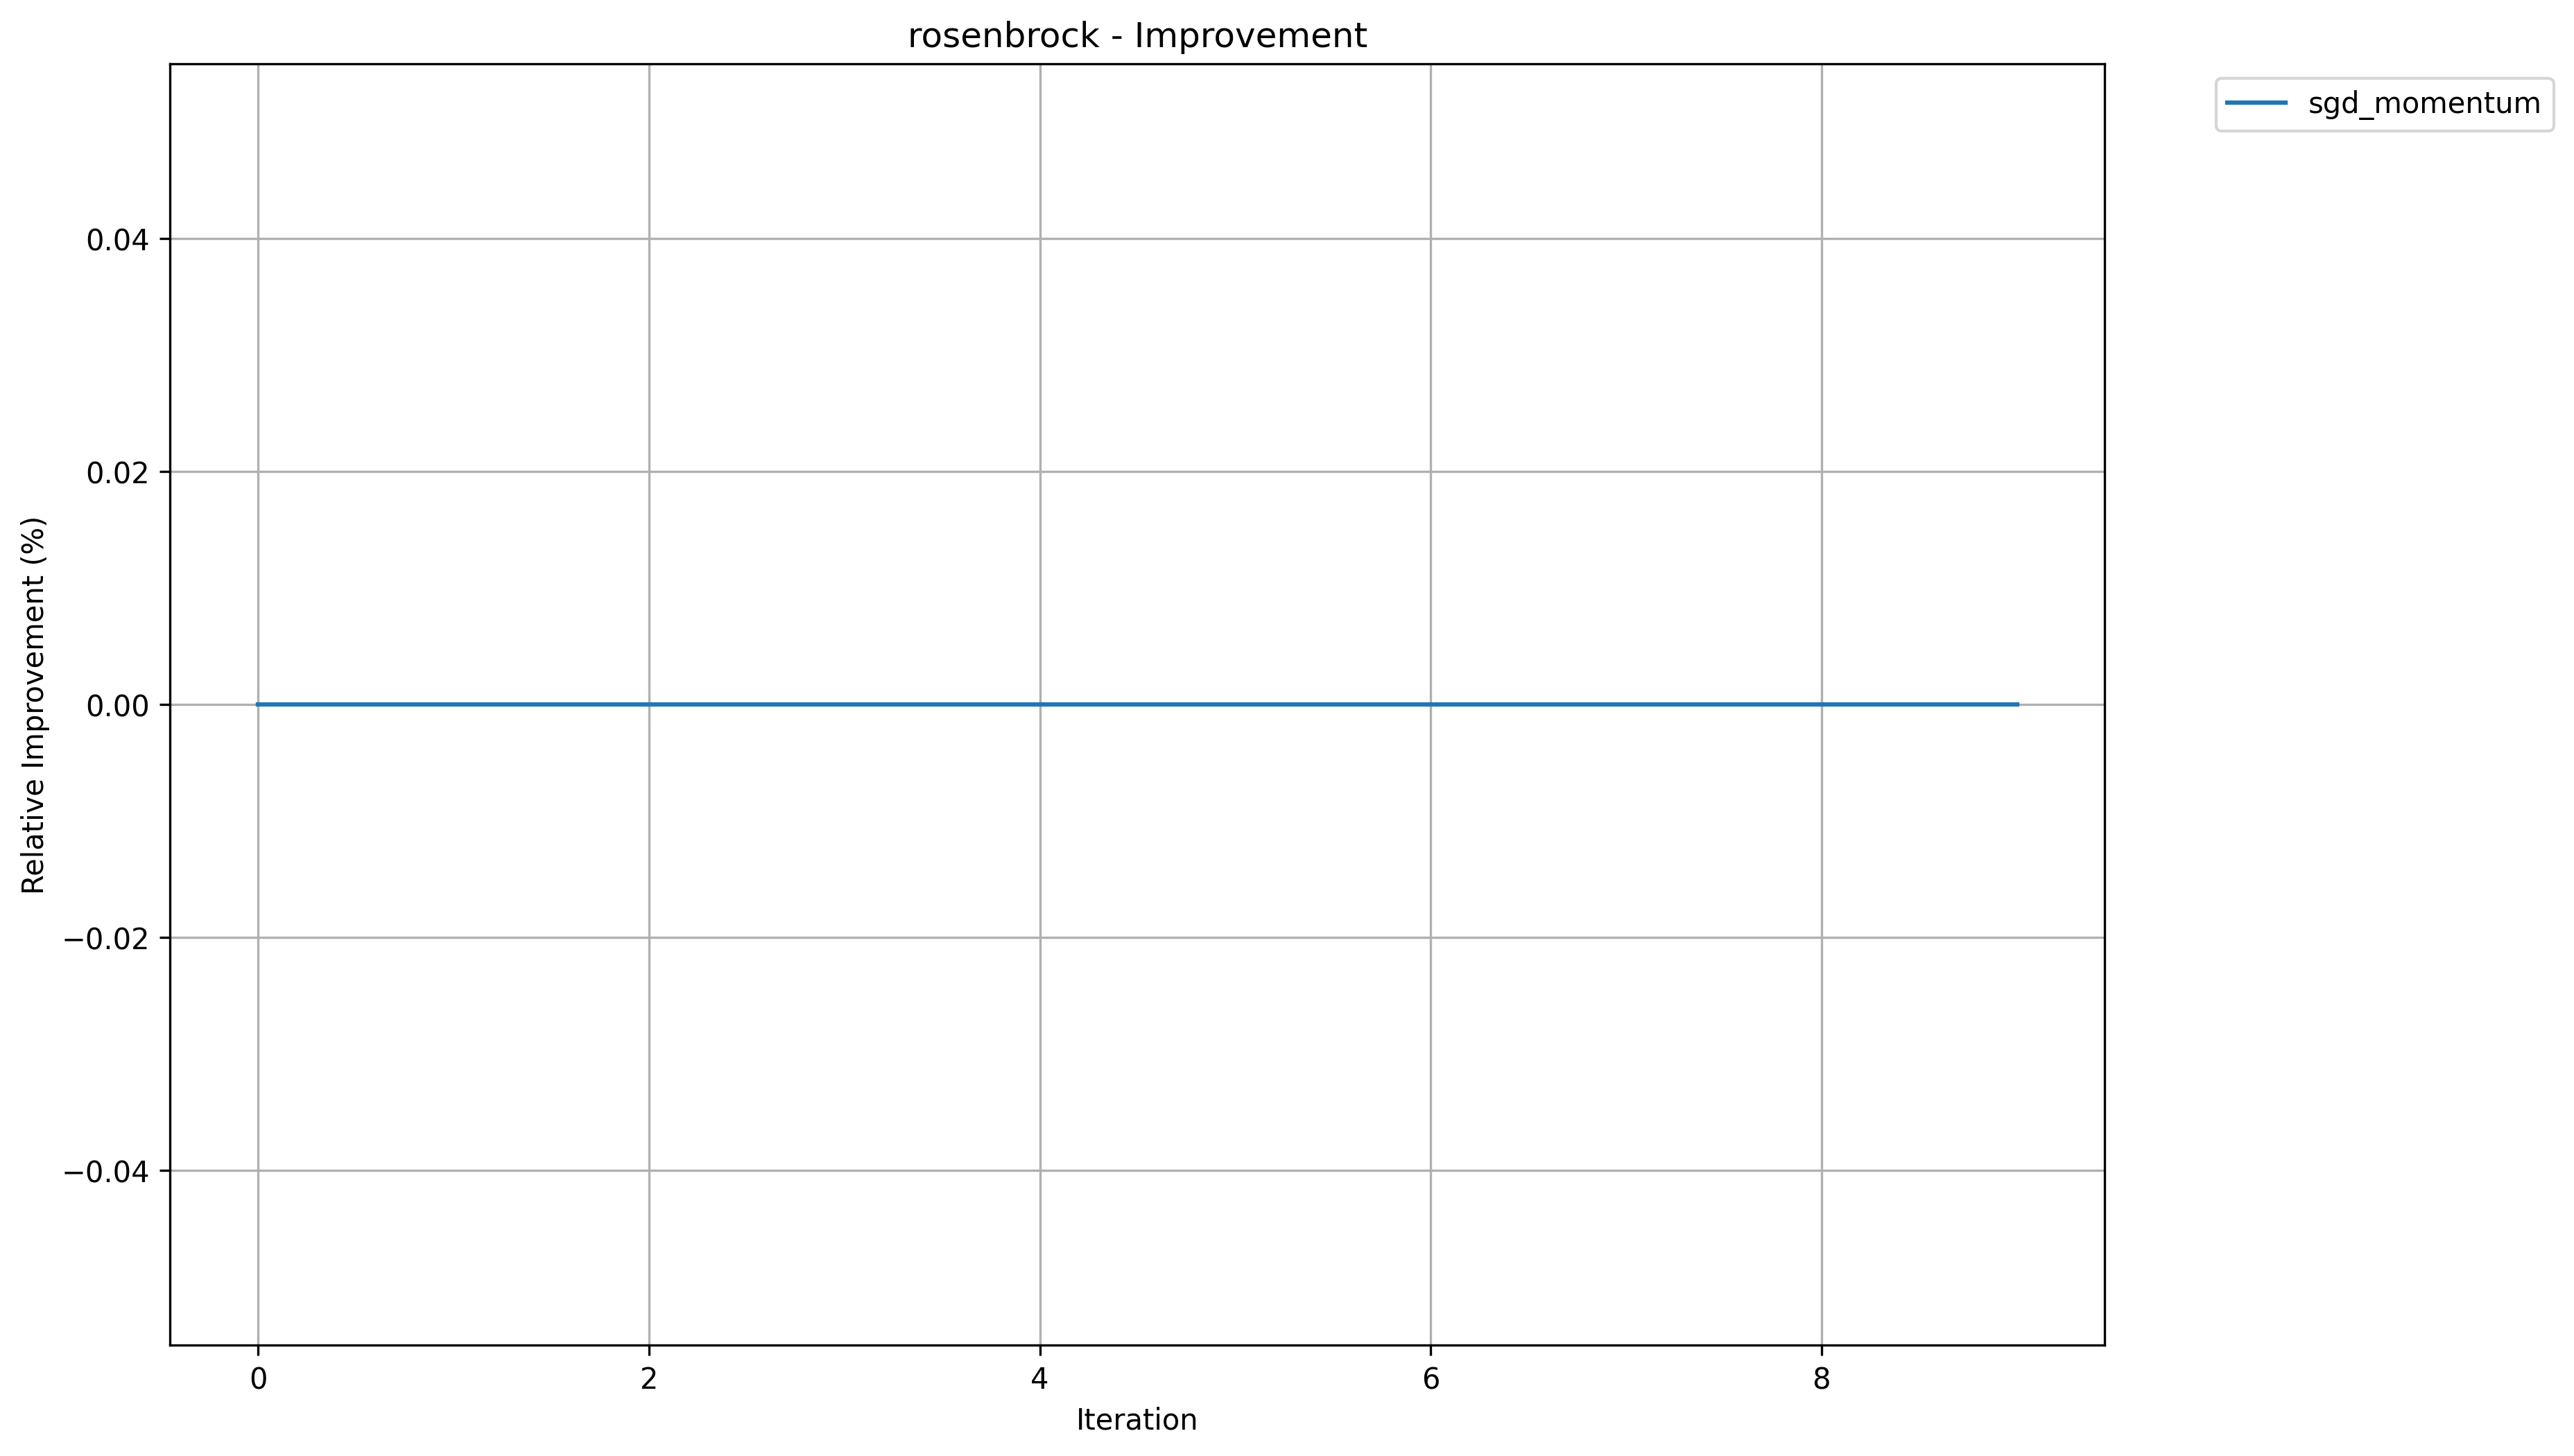 rosenbrock - Improvement
sgd_momentum
Relative Improvement (%)
0.04
0.02
0.00
−0.02
−0.04
0 2 4 6 8
Iteration